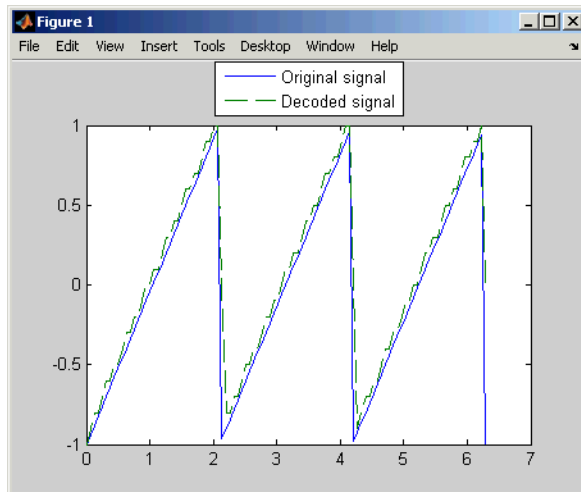 Figure 1
File Edit View Insert Tools Desktop Window Help
Original signal
Decoded signal
1
0.5
0
-0.5
-1
0 1 2 3 4 5 6 7